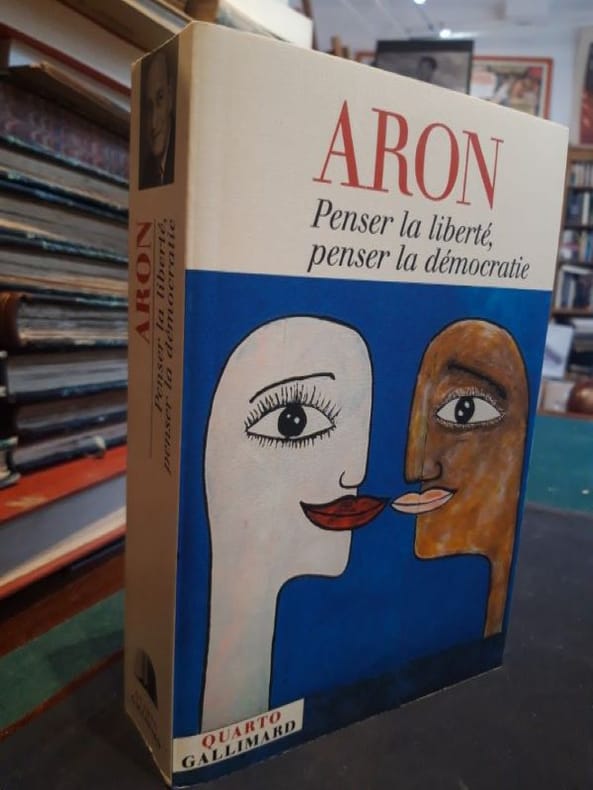 ARON
Penser la liberté,
penser la démocratie
QUARTO
GALLIMARD
ARON
Penser la liberté,
penser la démocratie